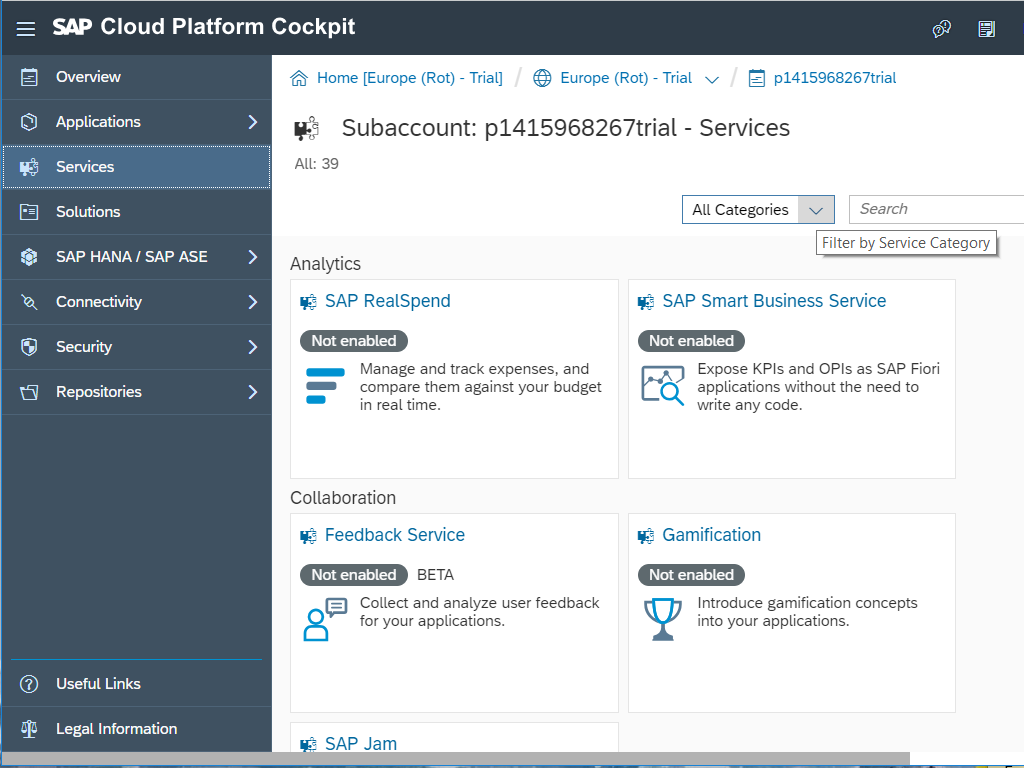 SAP Cloud Platform Cockpit
Overview
Applications
Services
Solutions
SAP HANA / SAP ASE
Connectivity
Security
Repositories
Useful Links
Legal Information
Home [Europe (Rot) - Trial] / Europe (Rot) - Trial / p1415968267trial
Subaccount: p1415968267trial - Services
All: 39
All Categories
Search
Filter by Service Category
Analytics
SAP RealSpend
Not enabled
Manage and track expenses, and
compare them against your budget
in real time.
SAP Smart Business Service
Not enabled
Expose KPIs and OPIs as SAP Fiori
applications without the need to
write any code.
Collaboration
Feedback Service
Not enabled BETA
Collect and analyze user feedback
for your applications.
Gamification
Not enabled
Introduce gamification concepts
into your applications.
SAP Jam